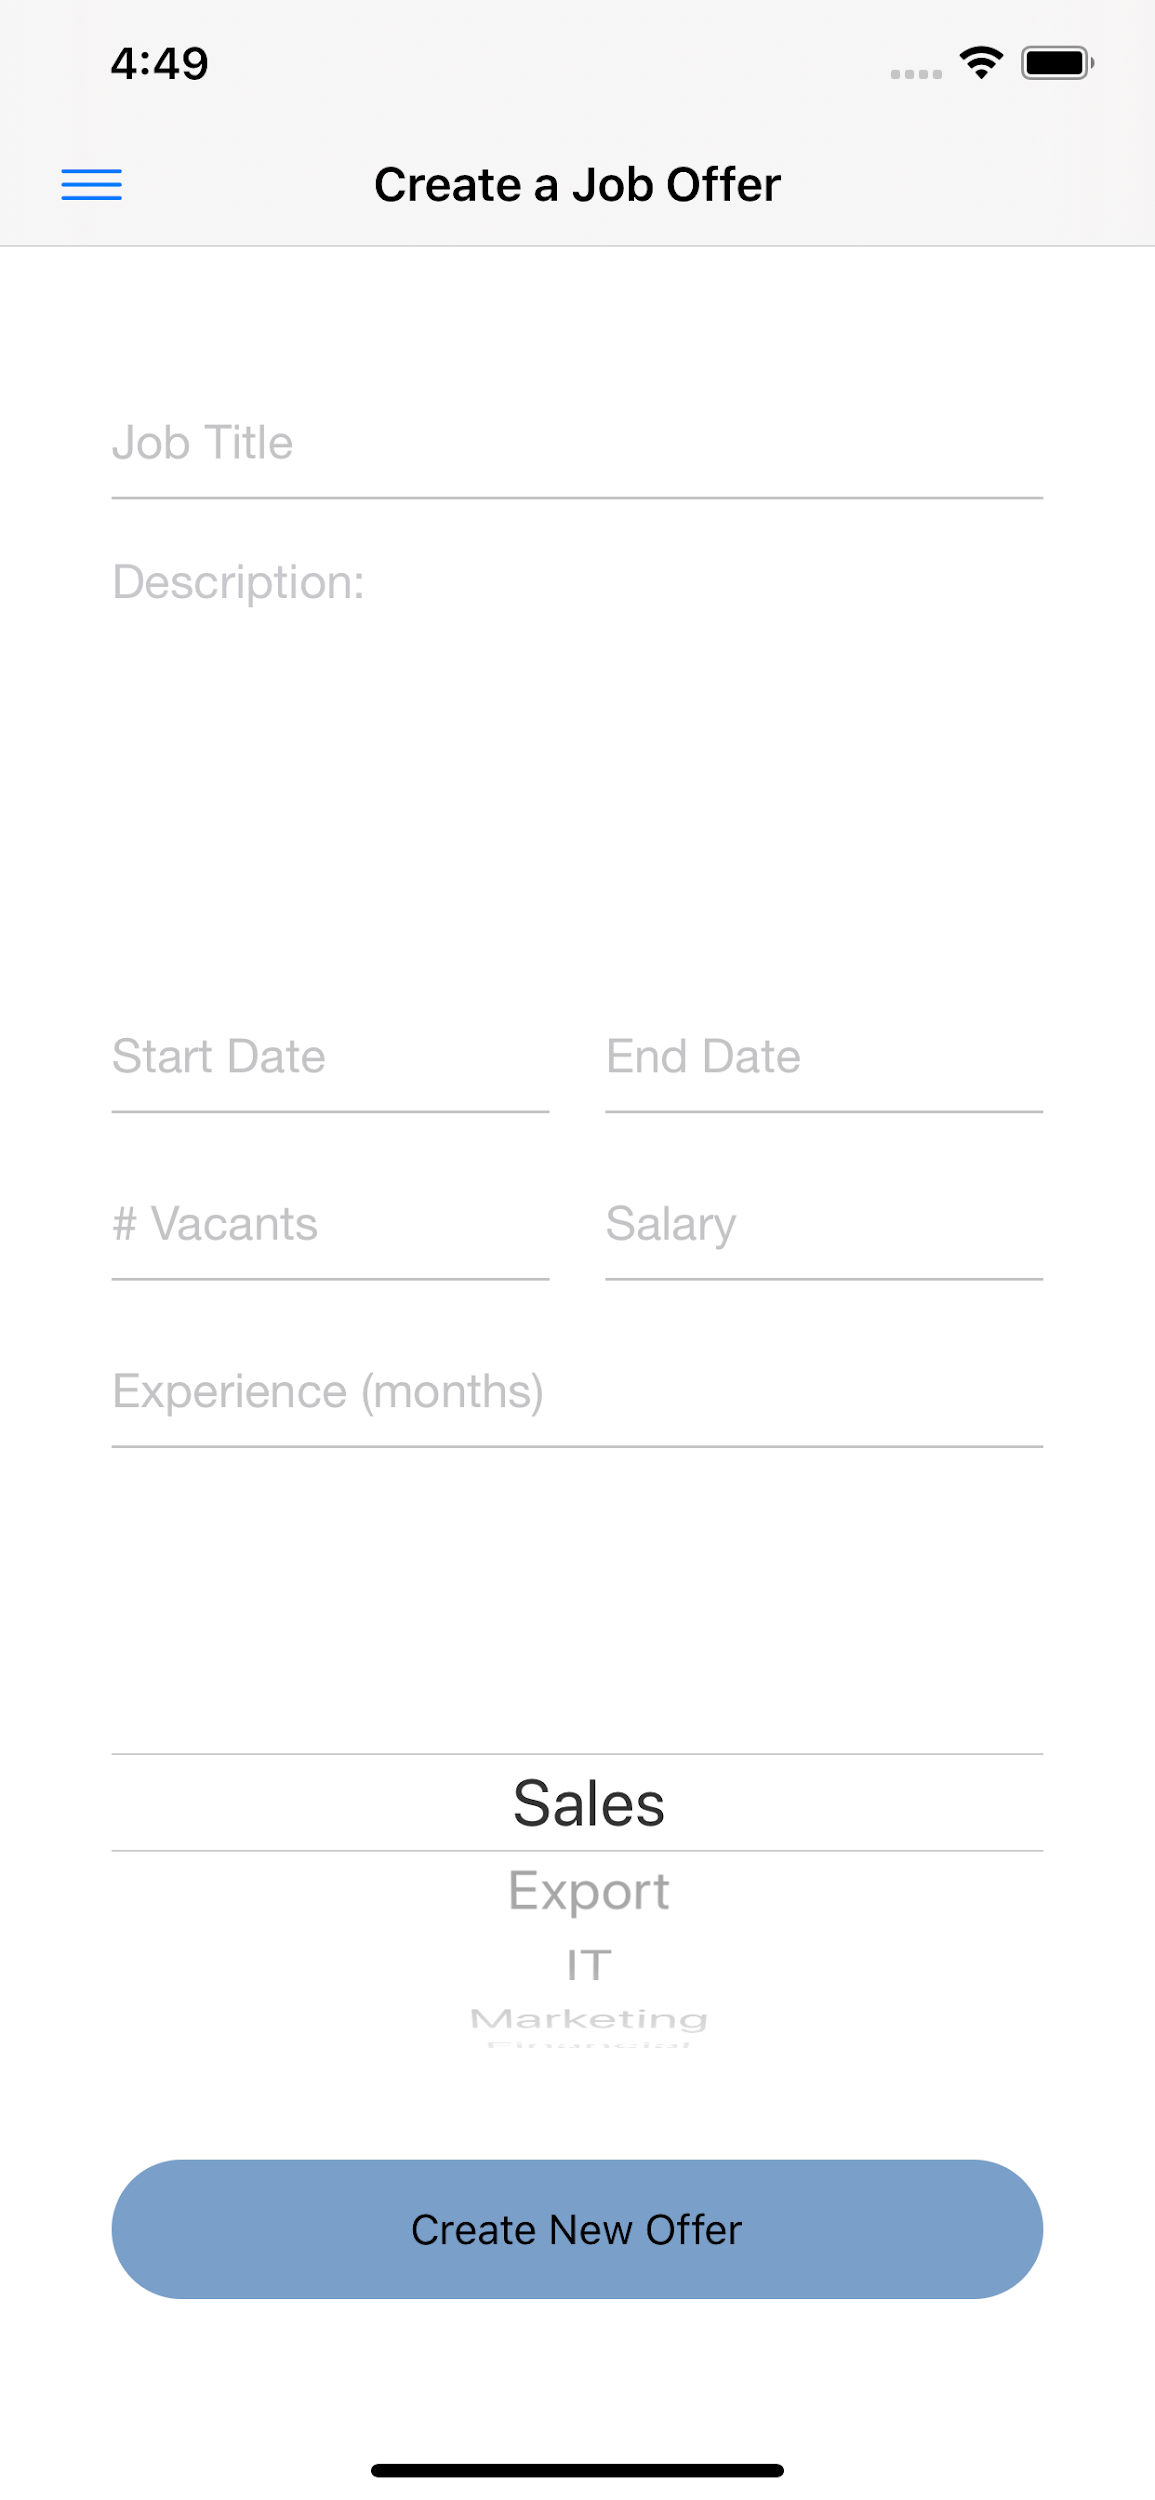 4:49
Create a Job Offer
Job Title
Description:
Start Date End Date
# Vacants Salary
Experience (months)
Sales
Export
IT
Marketing
Financial
Create New Offer